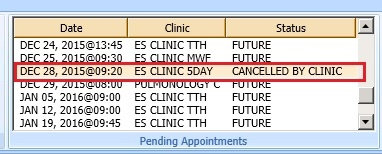 Date Clinic Status
DEC 24, 2015@13:45 ES CLINIC TTH FUTURE
DEC 25, 2015@09:30 ES CLINIC MWF FUTURE
DEC 28, 2015@09:20 ES CLINIC 5DAY CANCELLED BY CLINIC
DEC 29, 2015@08:00 PULMONOLOGY C FUTURE
JAN 05, 2016@09:00 ES CLINIC TTH FUTURE
JAN 12, 2016@09:00 ES CLINIC TTH FUTURE
JAN 19, 2016@09:45 ES CLINIC TTH FUTURE
Pending Appointments